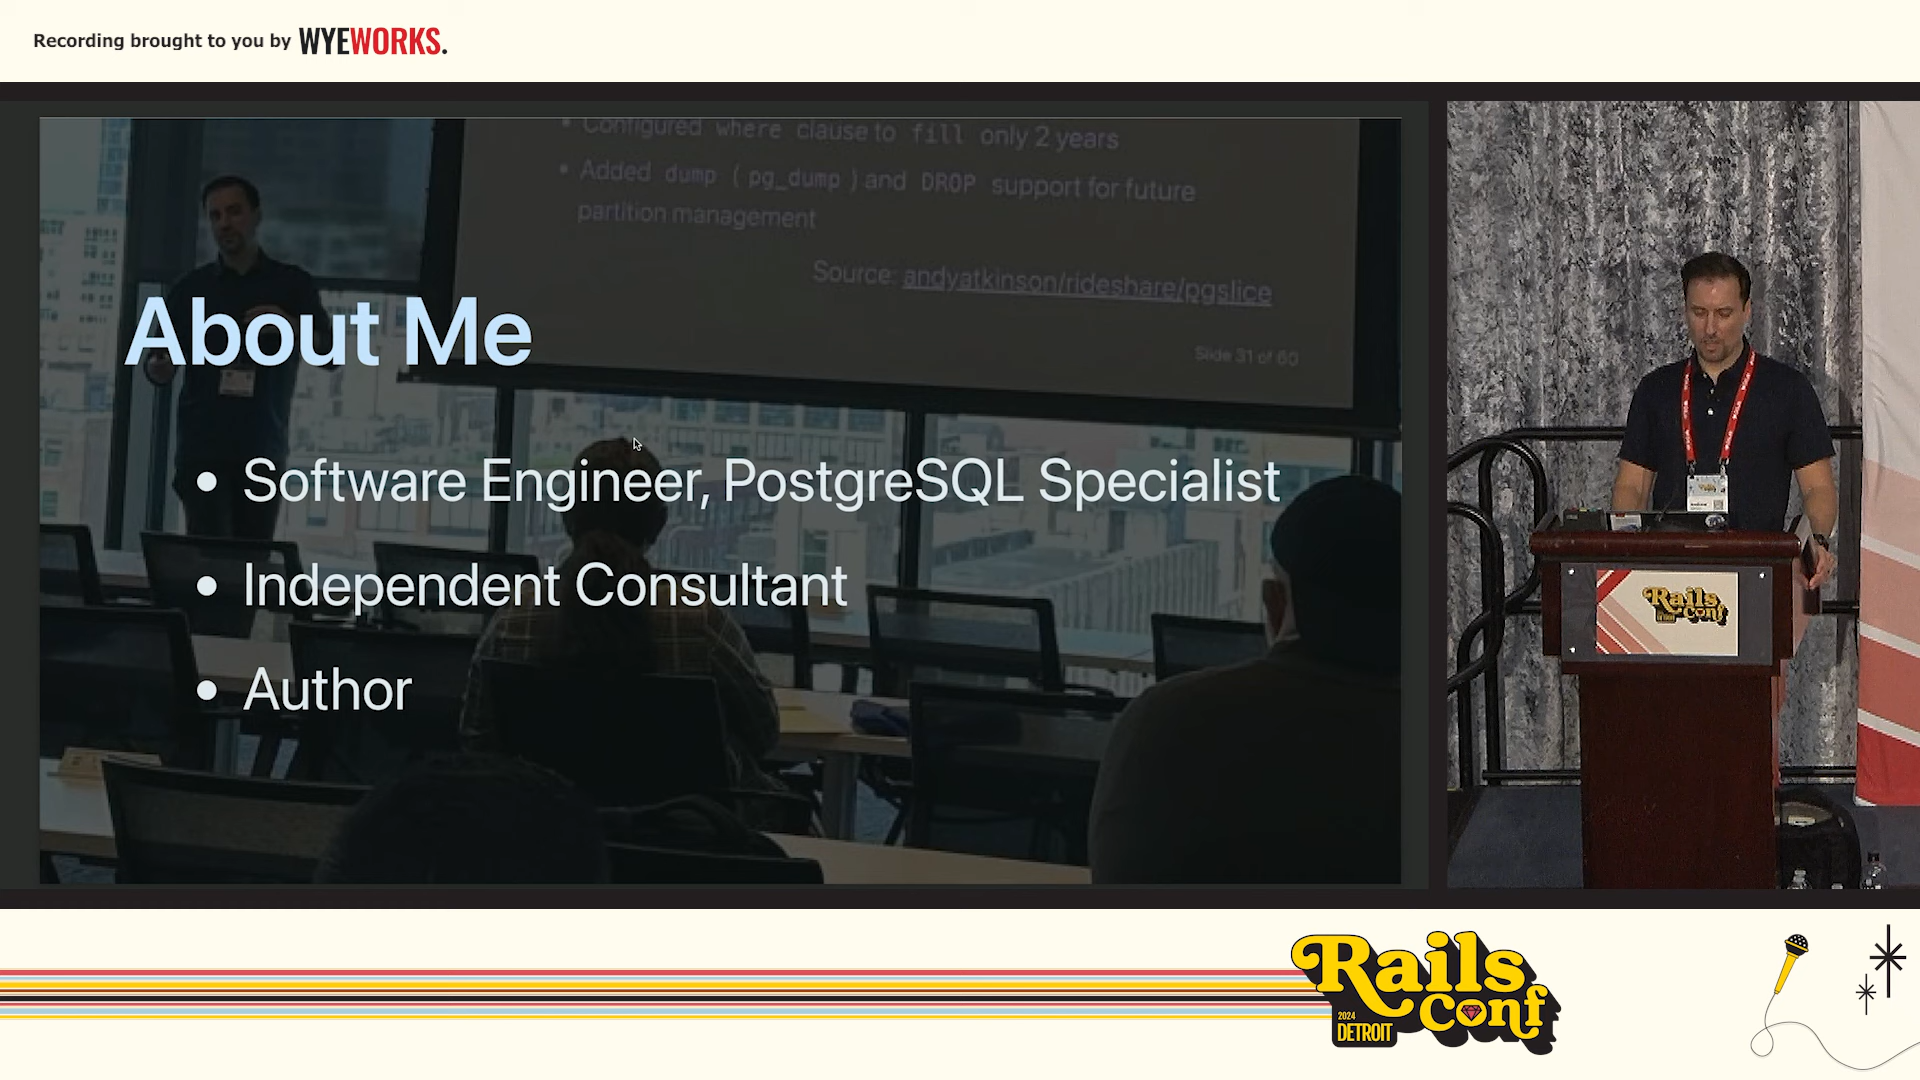 Recording brought to you by WYEWORKS.
• Configured where clause to fill only 2 years
• Added dump ( pg_dump ) and DROP support for future
partition management
Source: andyatkinson/rideshare/pgslice
Slide 31 of 60
About Me
• Software Engineer, PostgreSQL Specialist
• Independent Consultant
• Author
Rails
conf
Rails
conf
2024
DETROIT